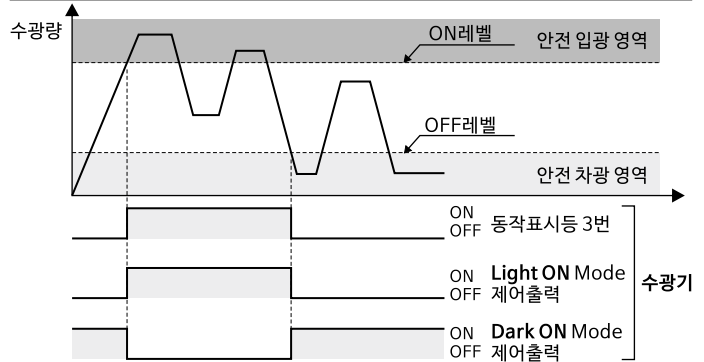 수광량
ON레벨
안전 입광 영역
OFF레벨
안전 차광 영역
ON
OFF
동작표시등 3번
ON
OFF
Light ON Mode
제어출력
수광기
ON
OFF
Dark ON Mode
제어출력